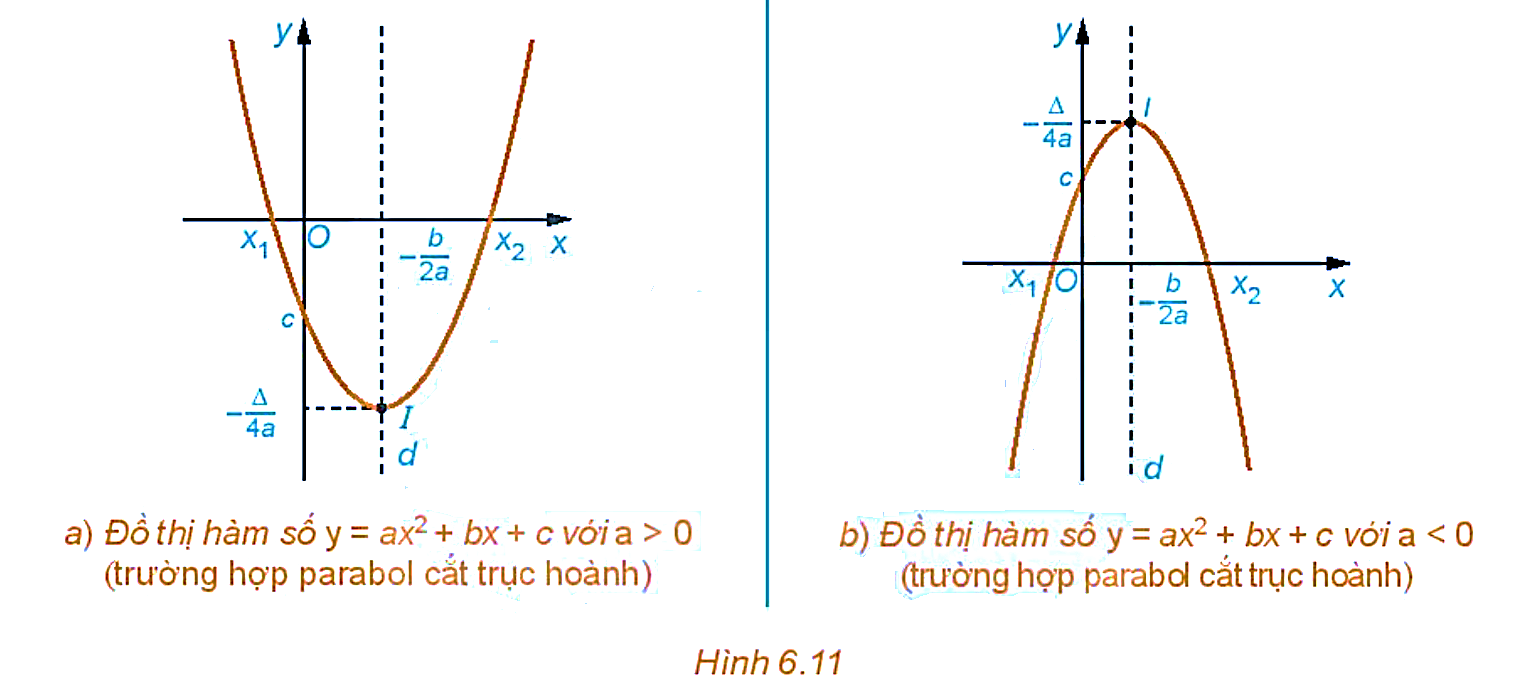 y
x₁ O -b/2a x₂ x
c
-Δ/4a I
d
a) Đồ thị hàm số y = ax² + bx + c với a > 0
(trường hợp parabol cắt trục hoành)
y
-Δ/4a I
c
x₁ O -b/2a x₂ x
d
b) Đồ thị hàm số y = ax² + bx + c với a < 0
(trường hợp parabol cắt trục hoành)
Hình 6.11